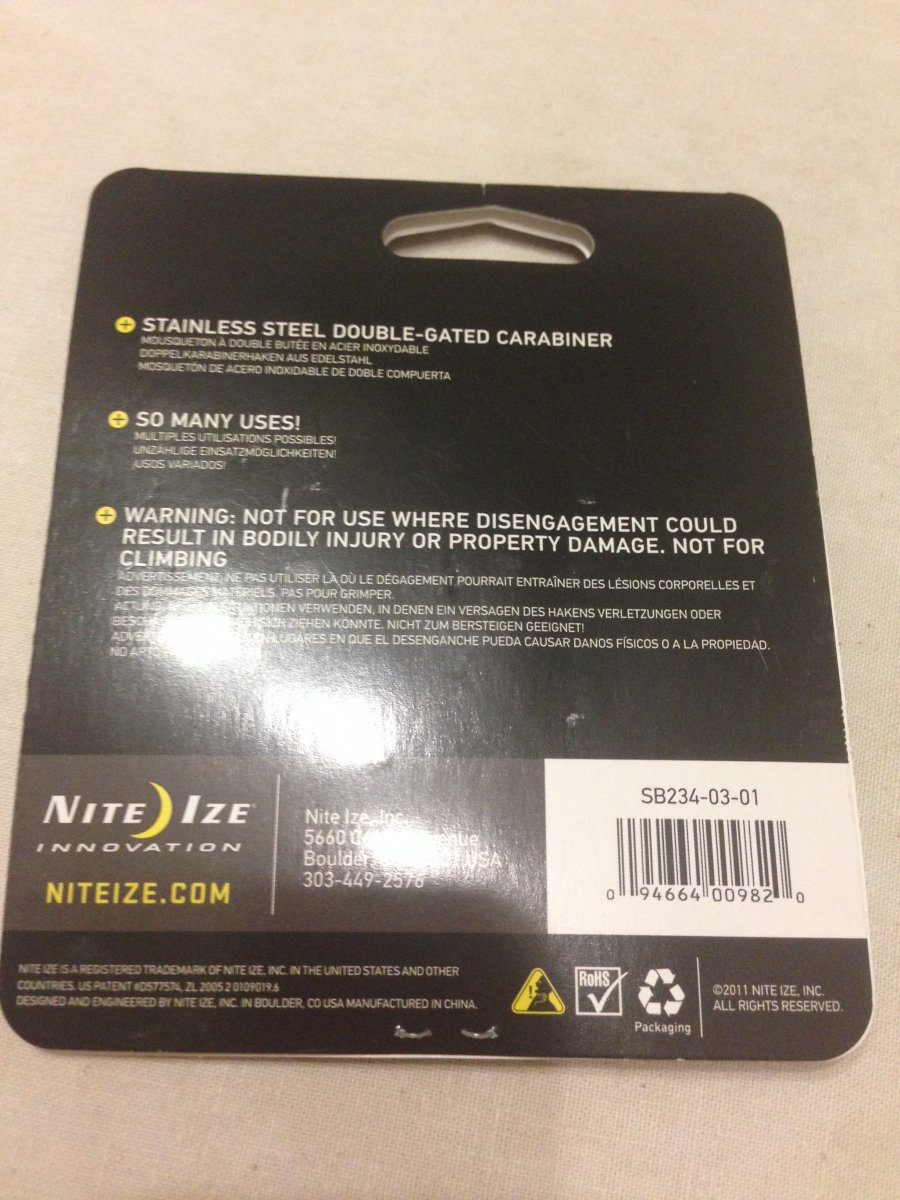 STAINLESS STEEL DOUBLE-GATED CARABINER
MOUSQUETON À DOUBLE BUTÉE EN ACIER INOXYDABLE
DOPPELKARABINERHAKEN AUS EDELSTAHL
MOSQUETÓN DE ACERO INOXIDABLE DE DOBLE COMPUERTA
SO MANY USES!
MULTIPLES UTILISATIONS POSSIBLES!
UNZÄHLIGE EINSATZMÖGLICHKEITEN!
¡USOS VARIADOS!
WARNING: NOT FOR USE WHERE DISENGAGEMENT COULD
RESULT IN BODILY INJURY OR PROPERTY DAMAGE. NOT FOR
CLIMBING
ADVERTISSEMENT: NE PAS UTILISER LÀ OÙ LE DÉGAGEMENT POURRAIT ENTRAÎNER DES LÉSIONS CORPORELLES ET
DES DOMMAGES MATÉRIELS. PAS POUR GRIMPER.
VERWENDEN, IN DENEN EIN VERSAGEN DES HAKENS VERLETZUNGEN ODER
ZIEHEN KÖNNTE. NICHT ZUM BERSTEIGEN GEEIGNET!
LUGARES EN QUE EL DESENGANCHE PUEDA CAUSAR DANOS FÍSICOS O A LA PROPIEDAD.
NO
NITE IZE
INNOVATION
NITEIZE.COM
Nite Ize, Inc.
5660
Boulder, USA
303-449-2576
SB234-03-01
0 94664 00982 0
NITE IZE IS A REGISTERED TRADEMARK OF NITE IZE, INC. IN THE UNITED STATES AND OTHER
COUNTRIES. US PATENT #D577574, ZL 2005 2 0109019.6
DESIGNED AND ENGINEERED BY NITE IZE, INC. IN BOULDER, CO USA MANUFACTURED IN CHINA.
RoHS
Packaging
©2011 NITE IZE, INC.
ALL RIGHTS RESERVED.